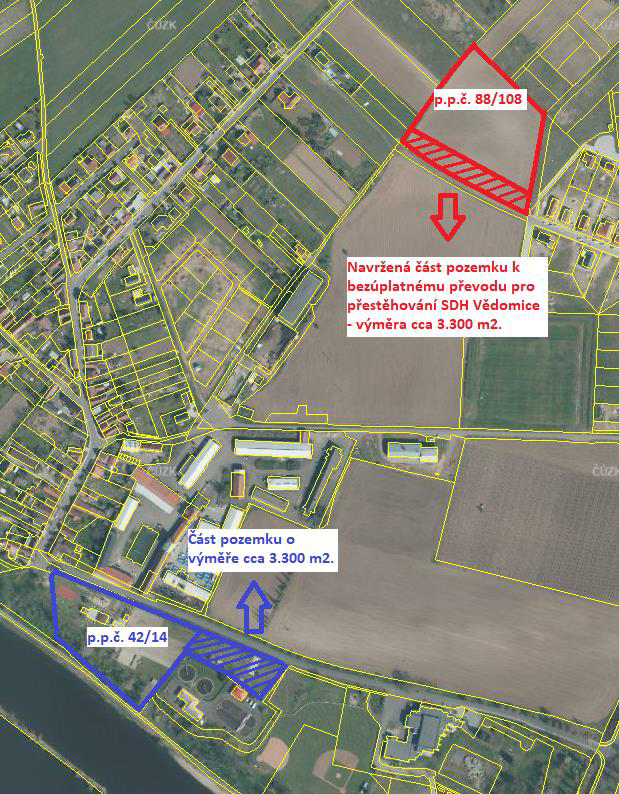 ČÚZK
ČÚZK
p.p.č. 88/108
Navržená část pozemku k
bezúplatnému převodu pro
přestěhování SDH Vědomice
- výměra cca 3.300 m2.
ČÚZK
ČÚZK
Část pozemku o
výměře cca 3.300 m2.
p.p.č. 42/14